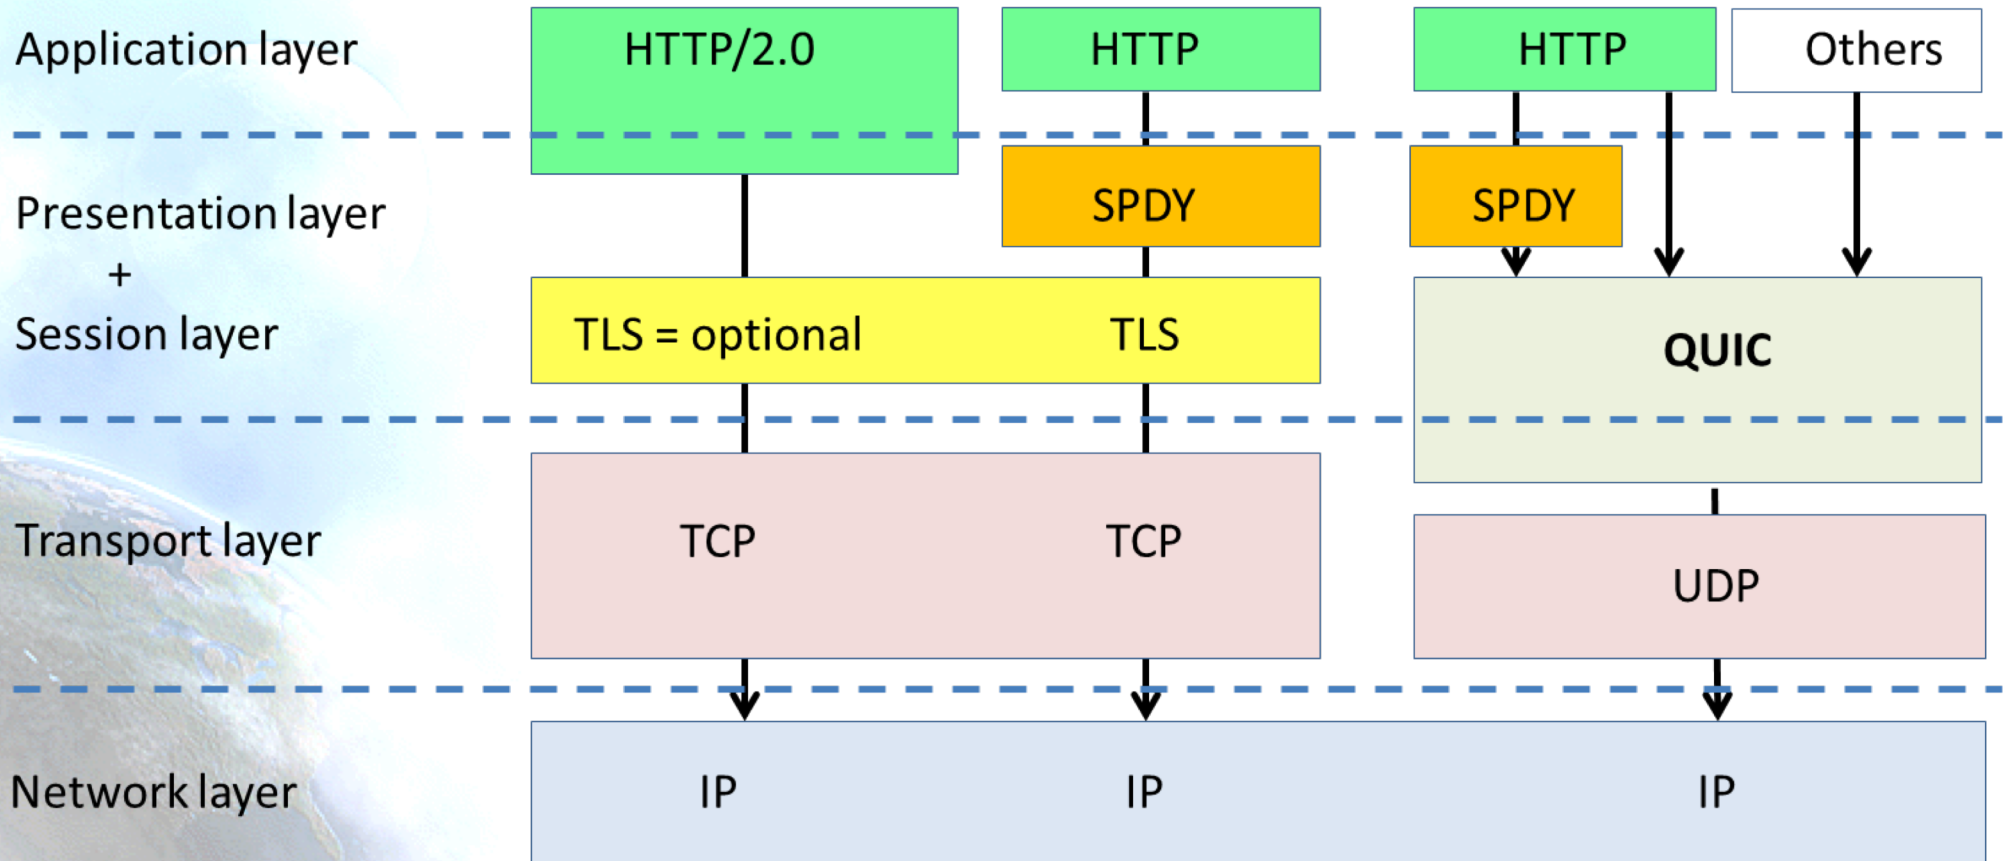 Application layer
HTTP/2.0
HTTP
HTTP
Others
Presentation layer
+
Session layer
SPDY
SPDY
TLS = optional
TLS
QUIC
Transport layer
TCP
TCP
UDP
Network layer
IP
IP
IP